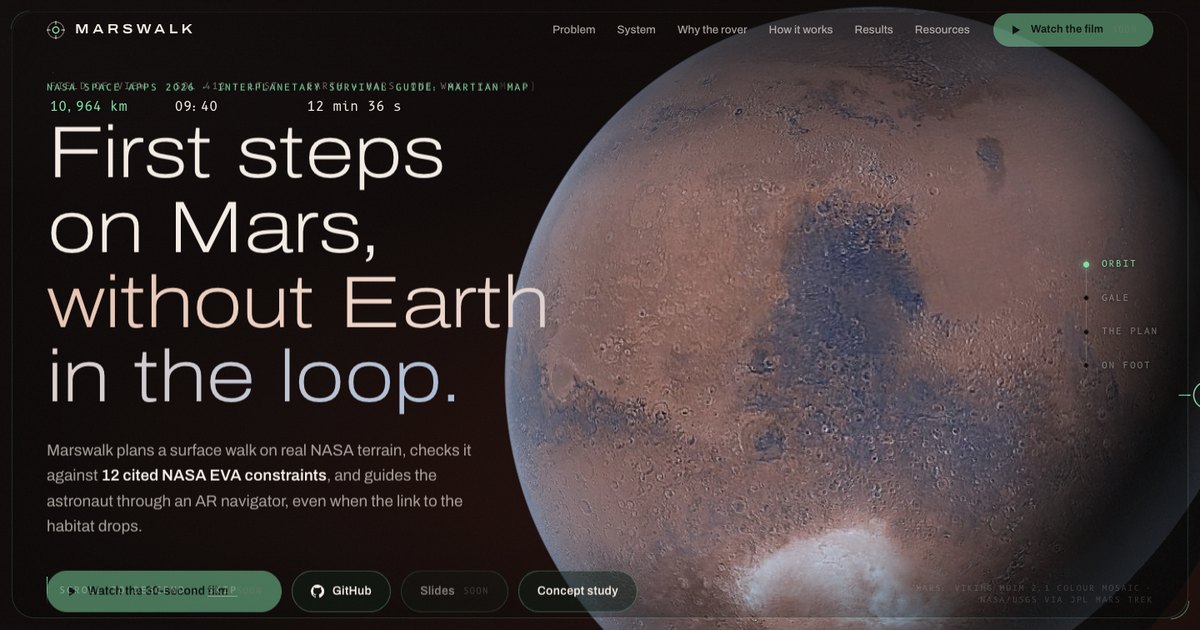 MARSWALK
Problem
System
Why the rover
How it works
Results
Resources
Watch the film SOON
NASA SPACE APPS 2026 · INTERPLANETARY SURVIVAL GUIDE: MARTIAN MAP
10,964 km 09:40 12 min 36 s
First steps
on Mars,
without Earth
in the loop.
Marswalk plans a surface walk on real NASA terrain, checks it
against 12 cited NASA EVA constraints, and guides the
astronaut through an AR navigator, even when the link to the
habitat drops.
Watch the 30-second film SOON
GitHub
Slides SOON
Concept study
ORBIT
GALE
THE PLAN
ON FOOT
MARS: VIKING MDIM 2.1 COLOUR MOSAIC ·
NASA/USGS VIA JPL MARS TREK